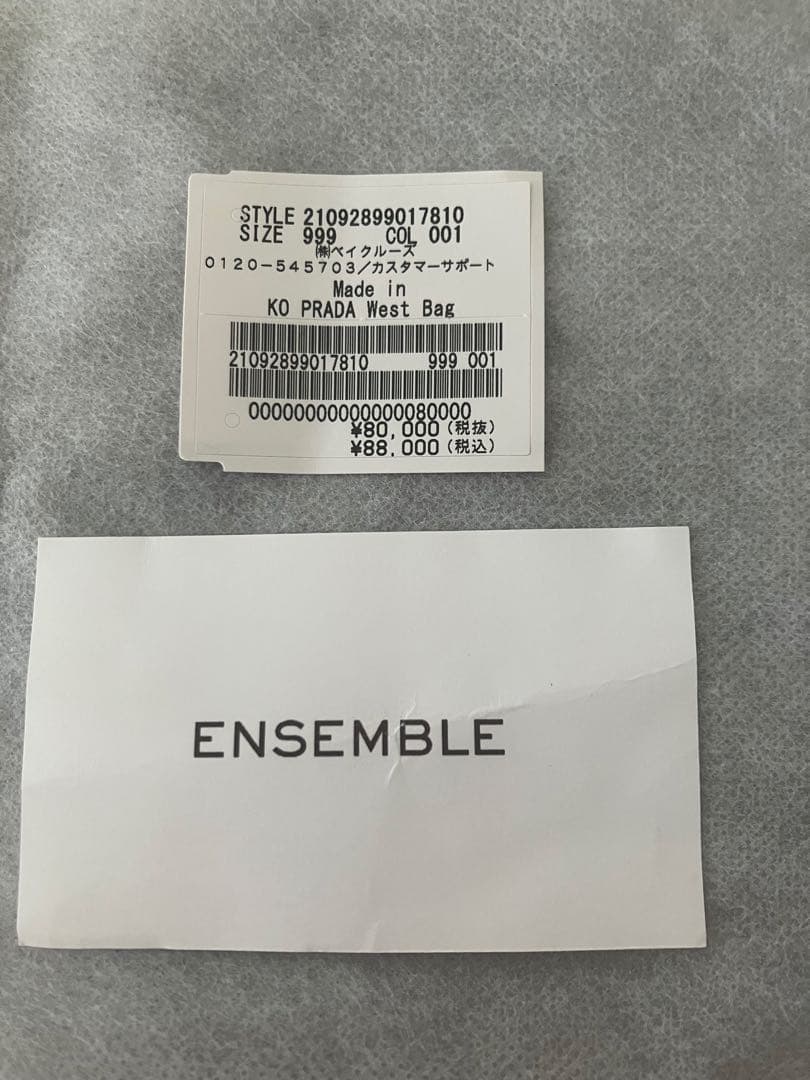 STYLE 21092899017810
SIZE 999 COL 001
㈱ベイクルーズ
0120-545703/カスタマーサポート
Made in
KO PRADA West Bag
21092899017810 999 001
00000000000000080000
¥80,000(税抜)
¥88,000(税込)
ENSEMBLE